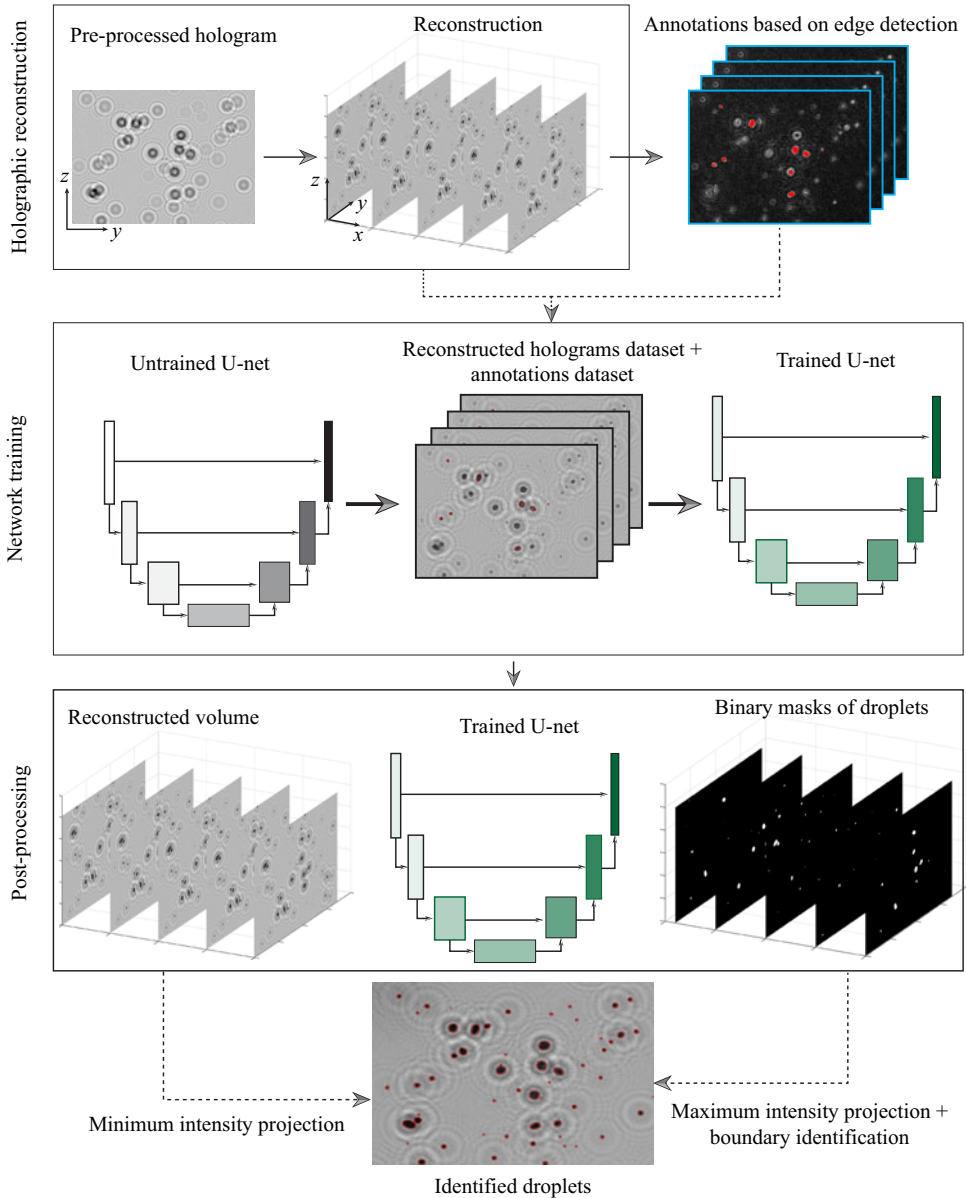 Holographic reconstruction
Pre-processed hologram
Reconstruction
Annotations based on edge detection
z
y
z
y
x
Network training
Untrained U-net
Reconstructed holograms dataset +
annotations dataset
Trained U-net
Post-processing
Reconstructed volume
Trained U-net
Binary masks of droplets
Minimum intensity projection
Maximum intensity projection +
boundary identification
Identified droplets